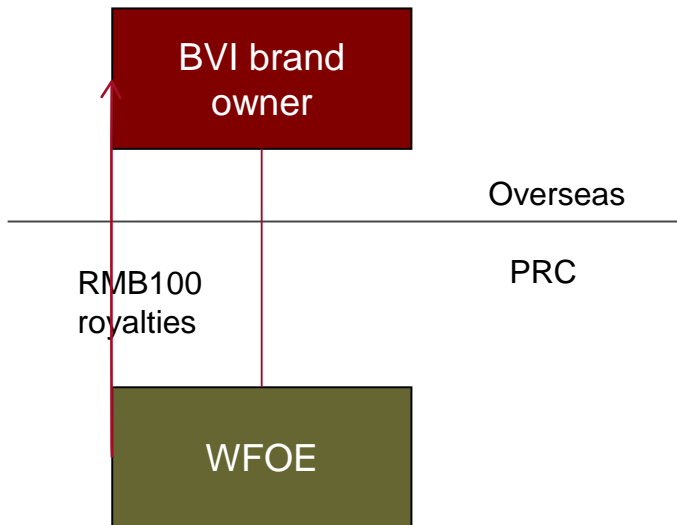 BVI brand
owner
Overseas
PRC
RMB100
royalties
WFOE